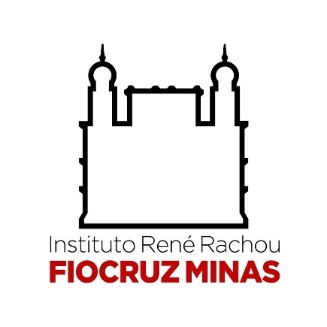 Instituto René Rachou
FIOCRUZ MINAS